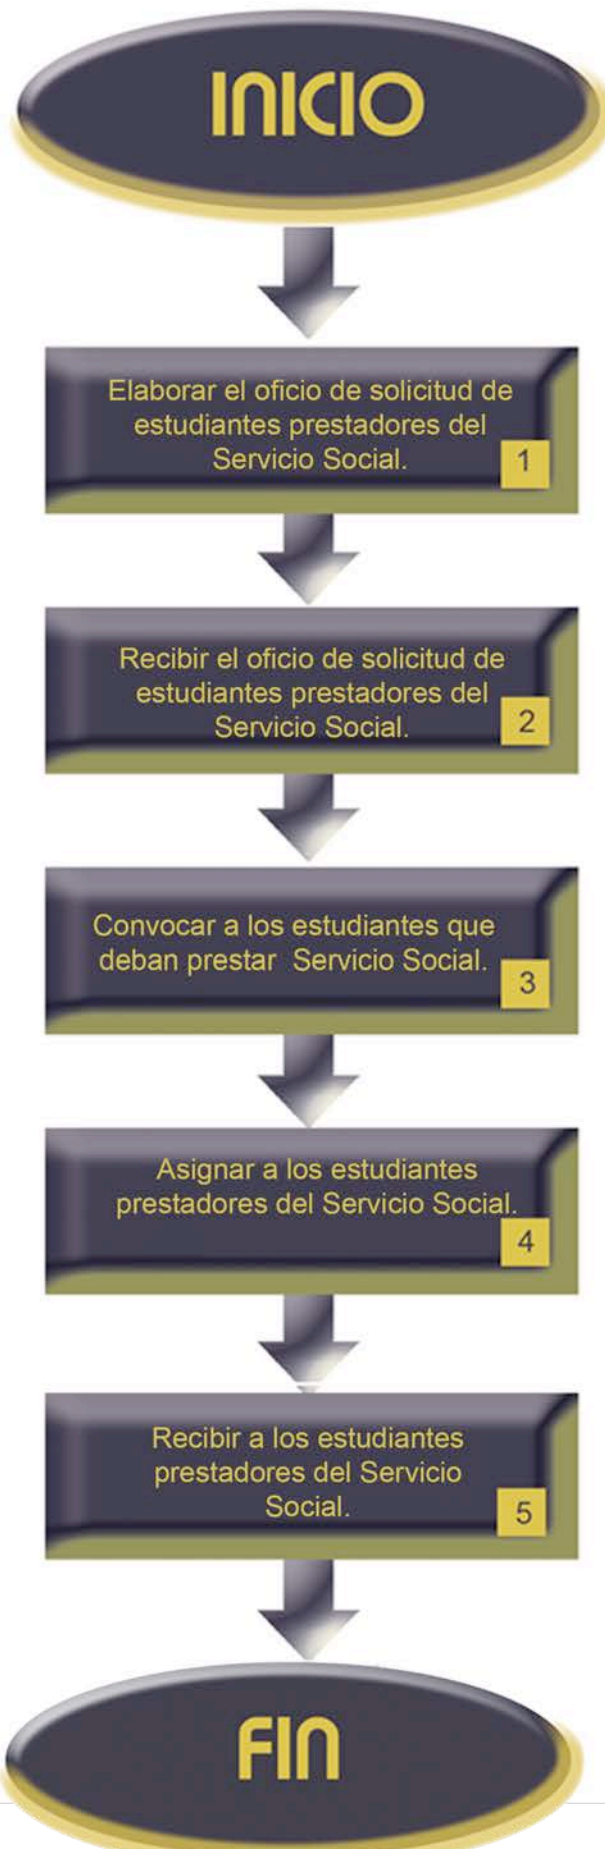 INICIO
Elaborar el oficio de solicitud de
estudiantes prestadores del
Servicio Social.
1
Recibir el oficio de solicitud de
estudiantes prestadores del
Servicio Social.
2
Convocar a los estudiantes que
deban prestar  Servicio Social.
3
Asignar a los estudiantes
prestadores del Servicio Social.
4
Recibir a los estudiantes
prestadores del Servicio
Social.
5
FIN